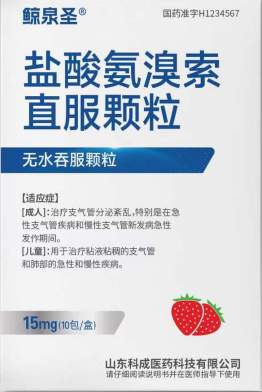 鲸泉圣®
国药准字H1234567
盐酸氨溴索
直服颗粒
无水吞服颗粒
【适应症】
[成人]:治疗支气管分泌紊乱,特别是在急
性支气管疾病和慢性支气管新发病急性
发作期间。
[儿童]:用于治疗粘液粘稠的支气管
和肺部的急性和慢性疾病。
15mg(10包/盒)
山东科成医药科技有限公司
请仔细阅读说明书并在医师指导下使用